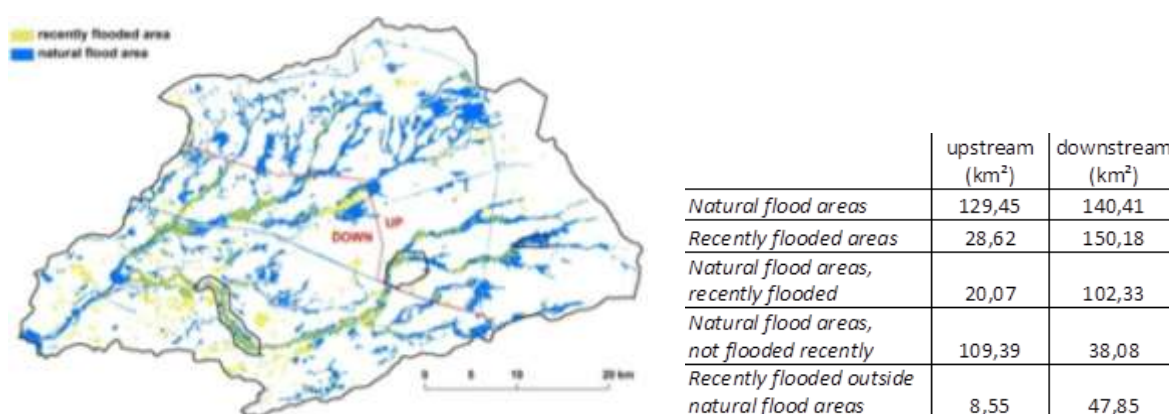 recently flooded area
natural flood area
UP
DOWN
0 5 10 20 km
upstream downstream
(km²) (km²)
Natural flood areas 129,45 140,41
Recently flooded areas 28,62 150,18
Natural flood areas,
recently flooded 20,07 102,33
Natural flood areas,
not flooded recently 109,39 38,08
Recently flooded outside
natural flood areas 8,55 47,85